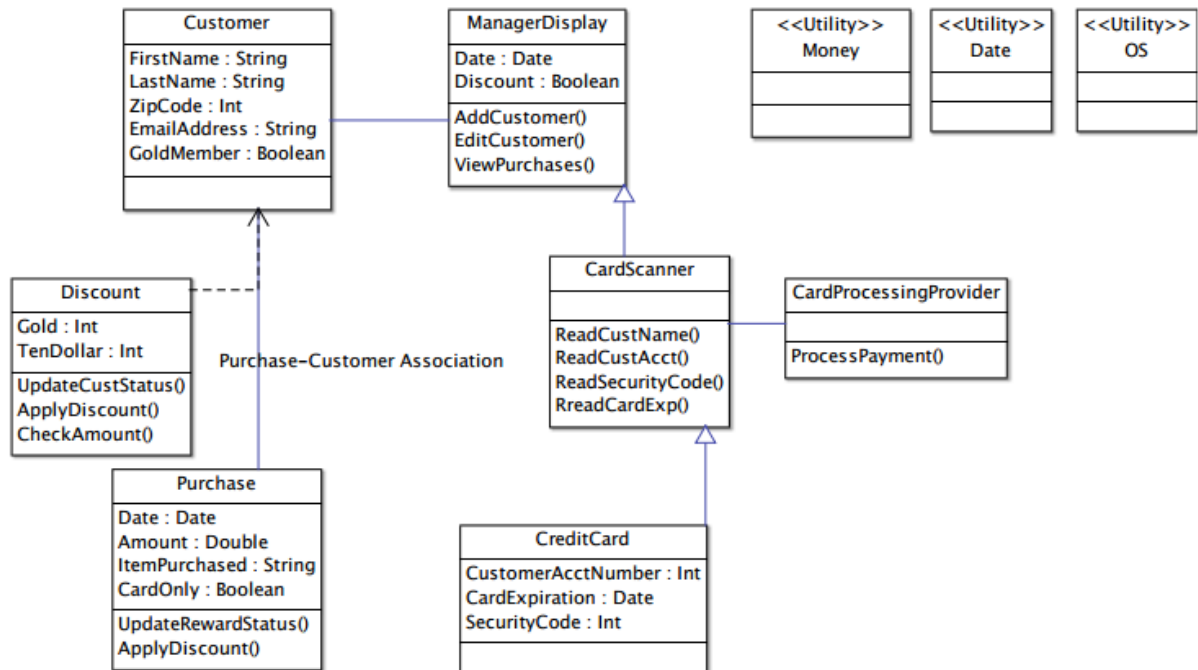 Customer
FirstName : String
LastName : String
ZipCode : Int
EmailAddress : String
GoldMember : Boolean
ManagerDisplay
Date : Date
Discount : Boolean
AddCustomer()
EditCustomer()
ViewPurchases()
<<Utility>>
Money
<<Utility>>
Date
<<Utility>>
OS
Discount
Gold : Int
TenDollar : Int
UpdateCustStatus()
ApplyDiscount()
CheckAmount()
Purchase-Customer Association
CardScanner
ReadCustName()
ReadCustAcct()
ReadSecurityCode()
RreadCardExp()
CardProcessingProvider
ProcessPayment()
Purchase
Date : Date
Amount : Double
ItemPurchased : String
CardOnly : Boolean
UpdateRewardStatus()
ApplyDiscount()
CreditCard
CustomerAcctNumber : Int
CardExpiration : Date
SecurityCode : Int